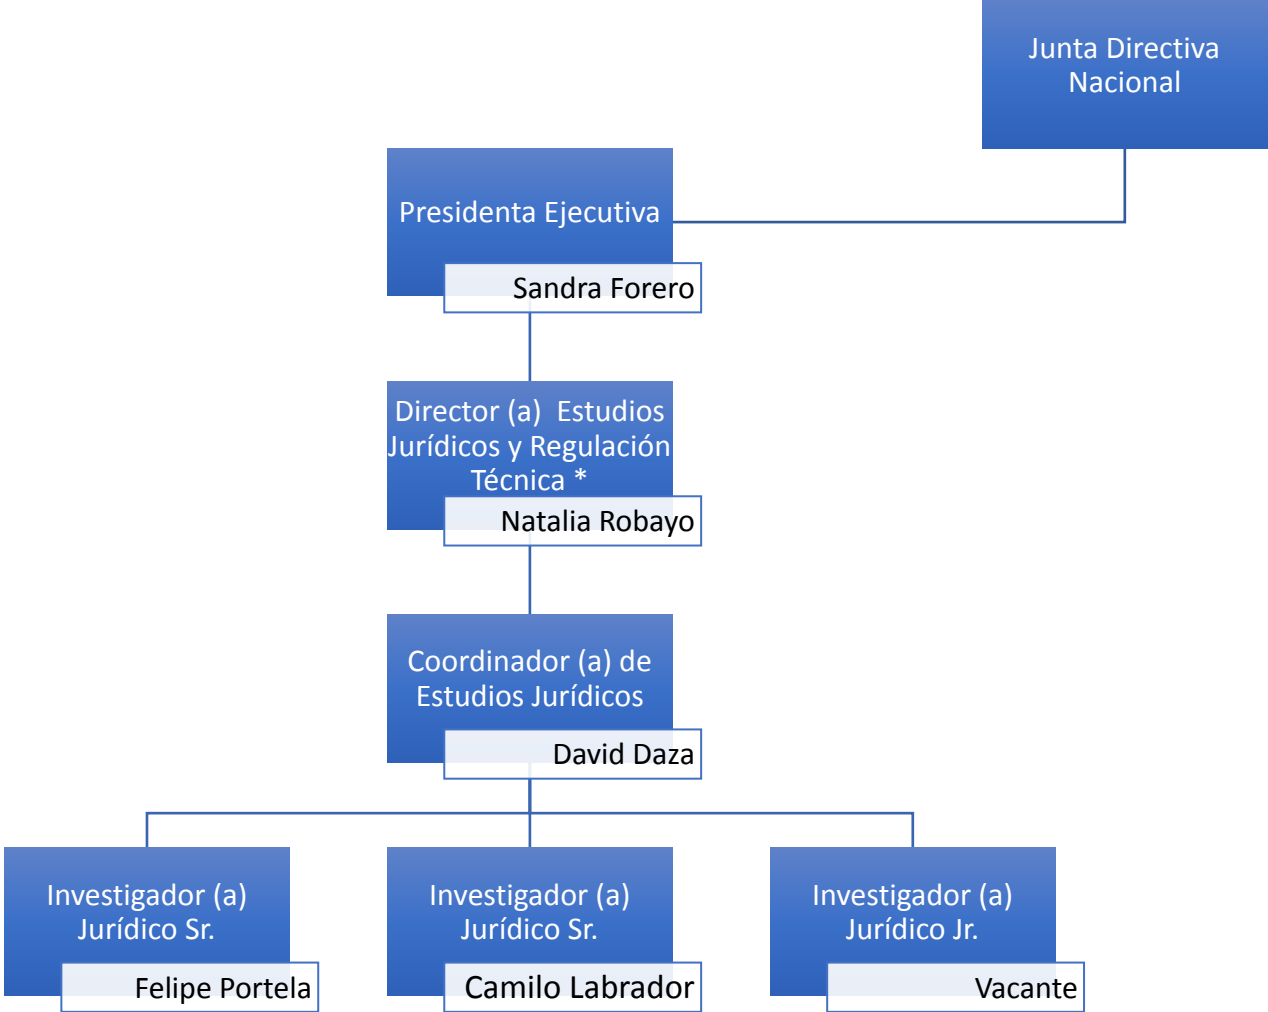 Junta Directiva
Nacional
Presidenta Ejecutiva
Sandra Forero
Director (a)  Estudios
Jurídicos y Regulación
Técnica *
Natalia Robayo
Coordinador (a) de
Estudios Jurídicos
David Daza
Investigador (a)
Jurídico Sr.
Felipe Portela
Investigador (a)
Jurídico Sr.
Camilo Labrador
Investigador (a)
Jurídico Jr.
Vacante